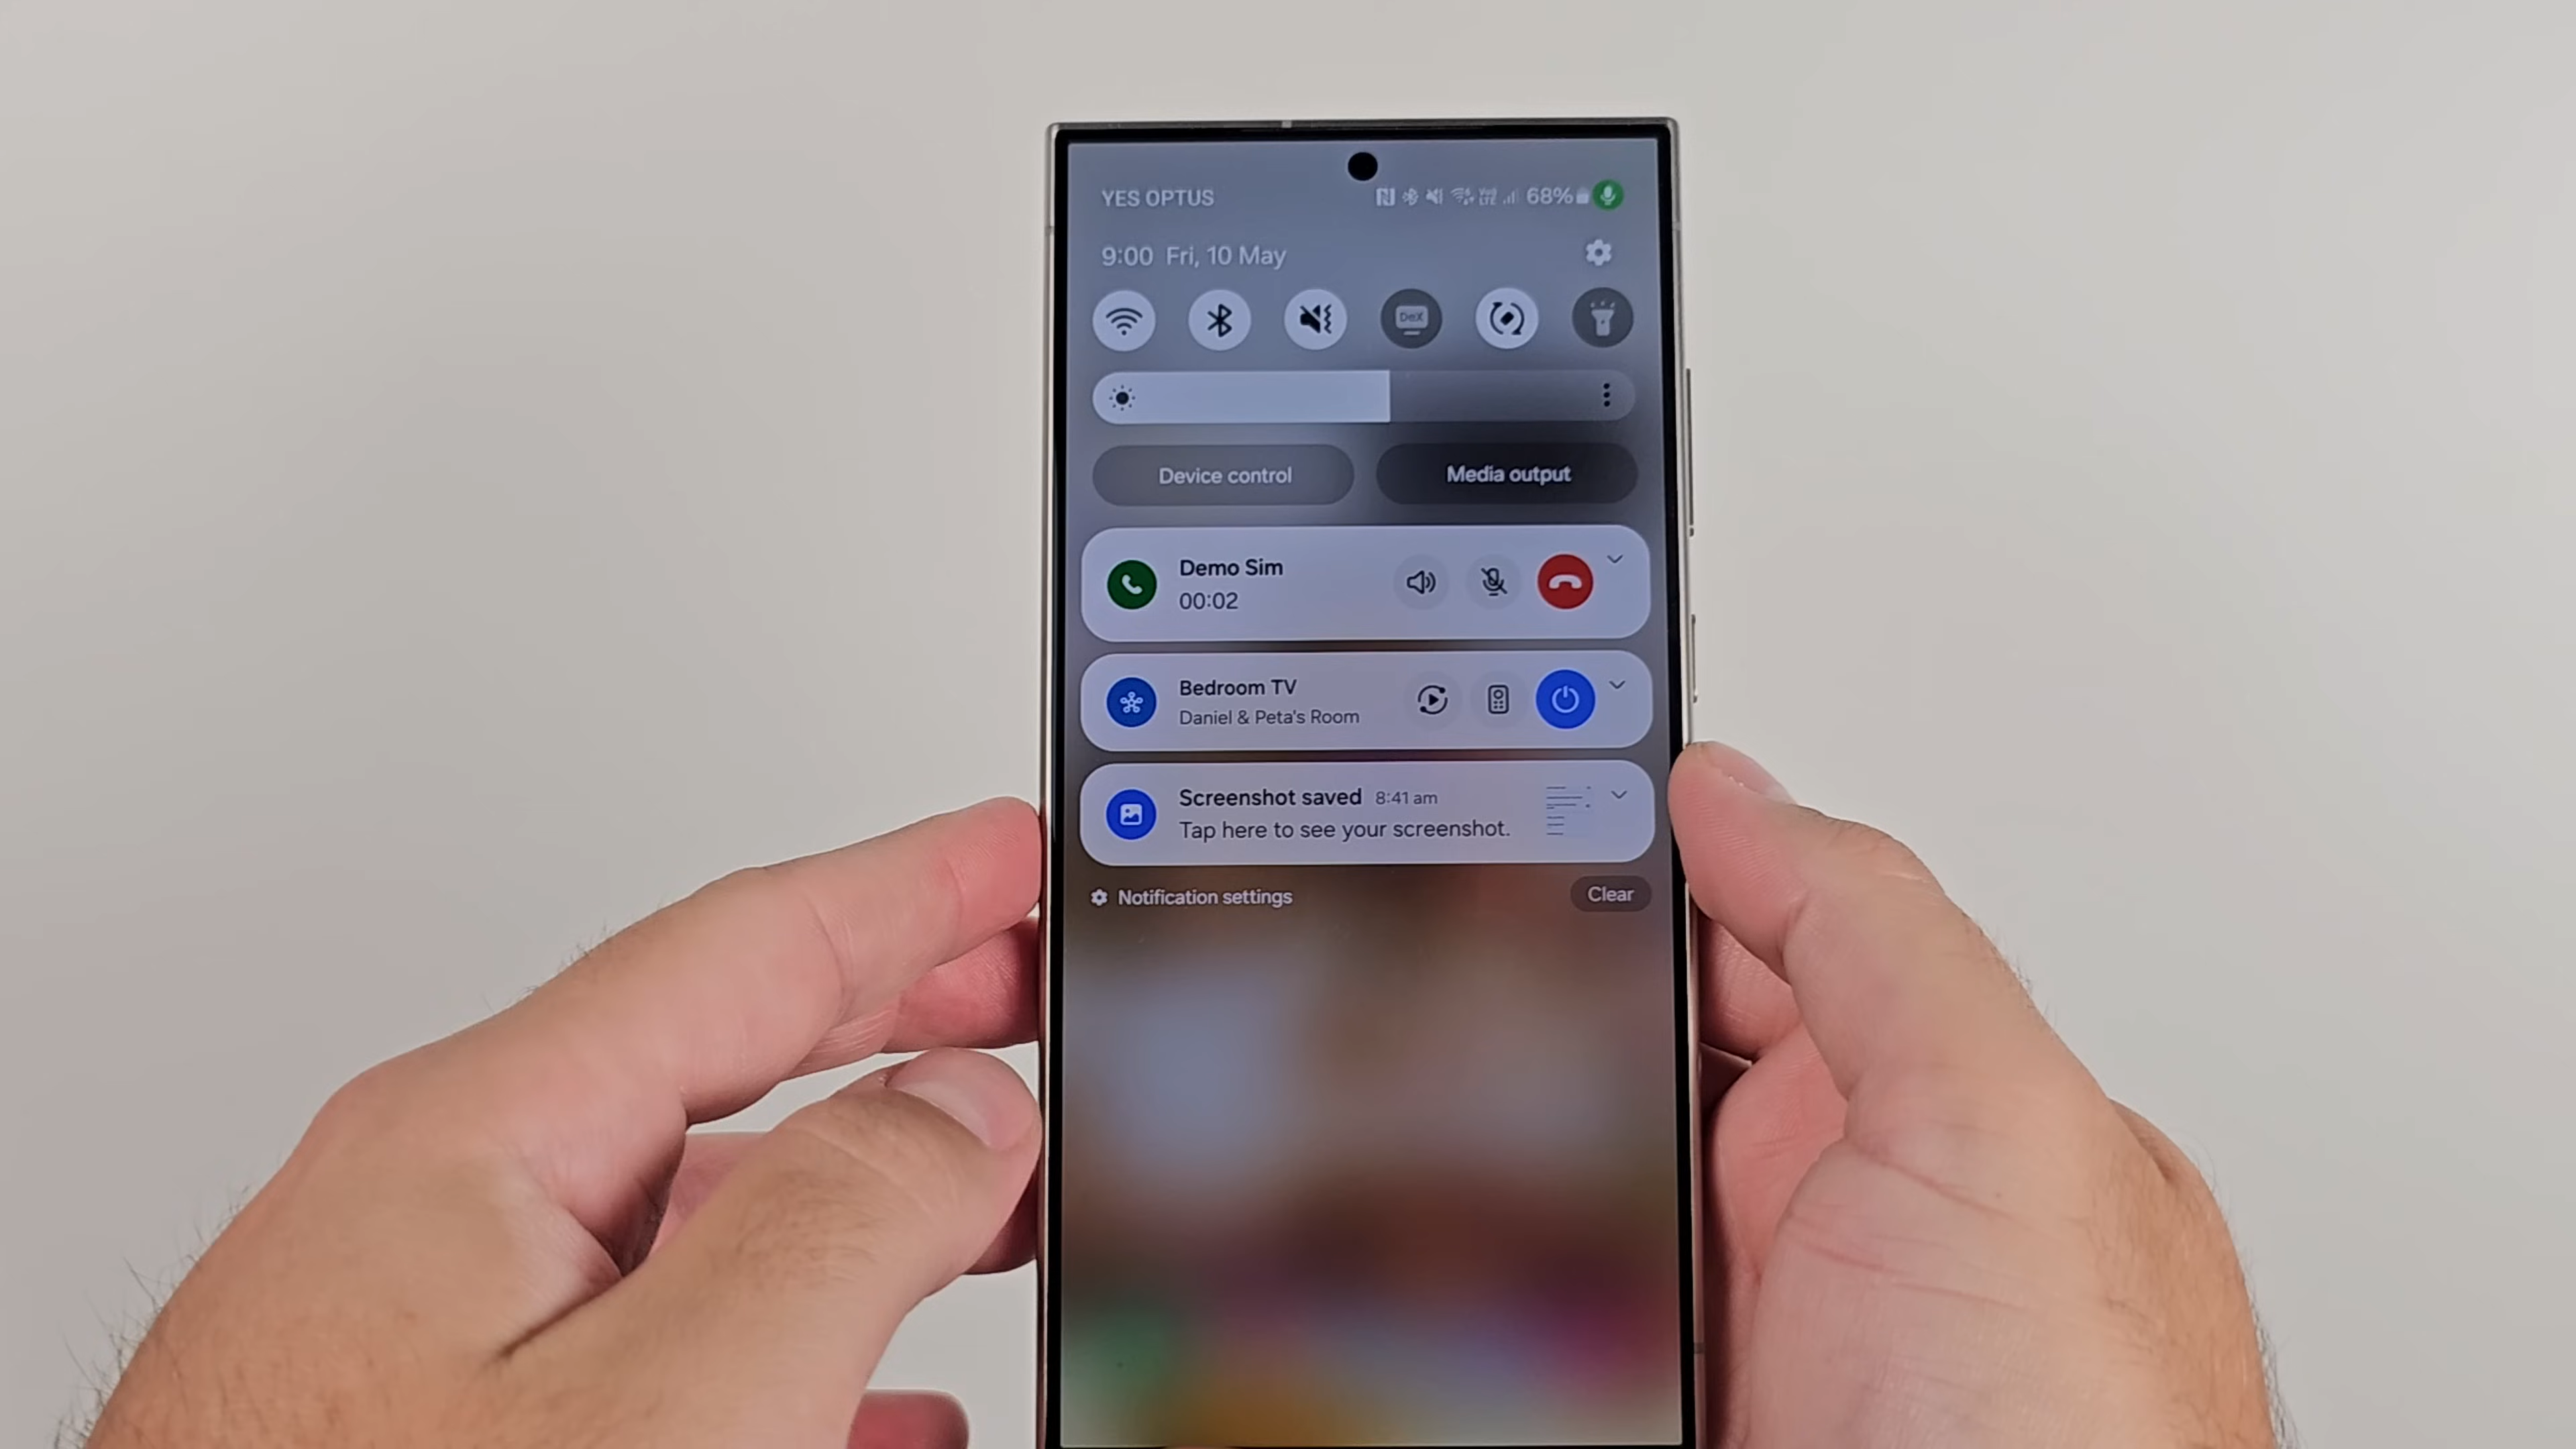 YES OPTUS
68%
9:00 Fri, 10 May
DeX
Device control
Media output
Demo Sim
00:02
Bedroom TV
Daniel & Peta's Room
Screenshot saved 8:41 am
Tap here to see your screenshot.
Notification settings
Clear